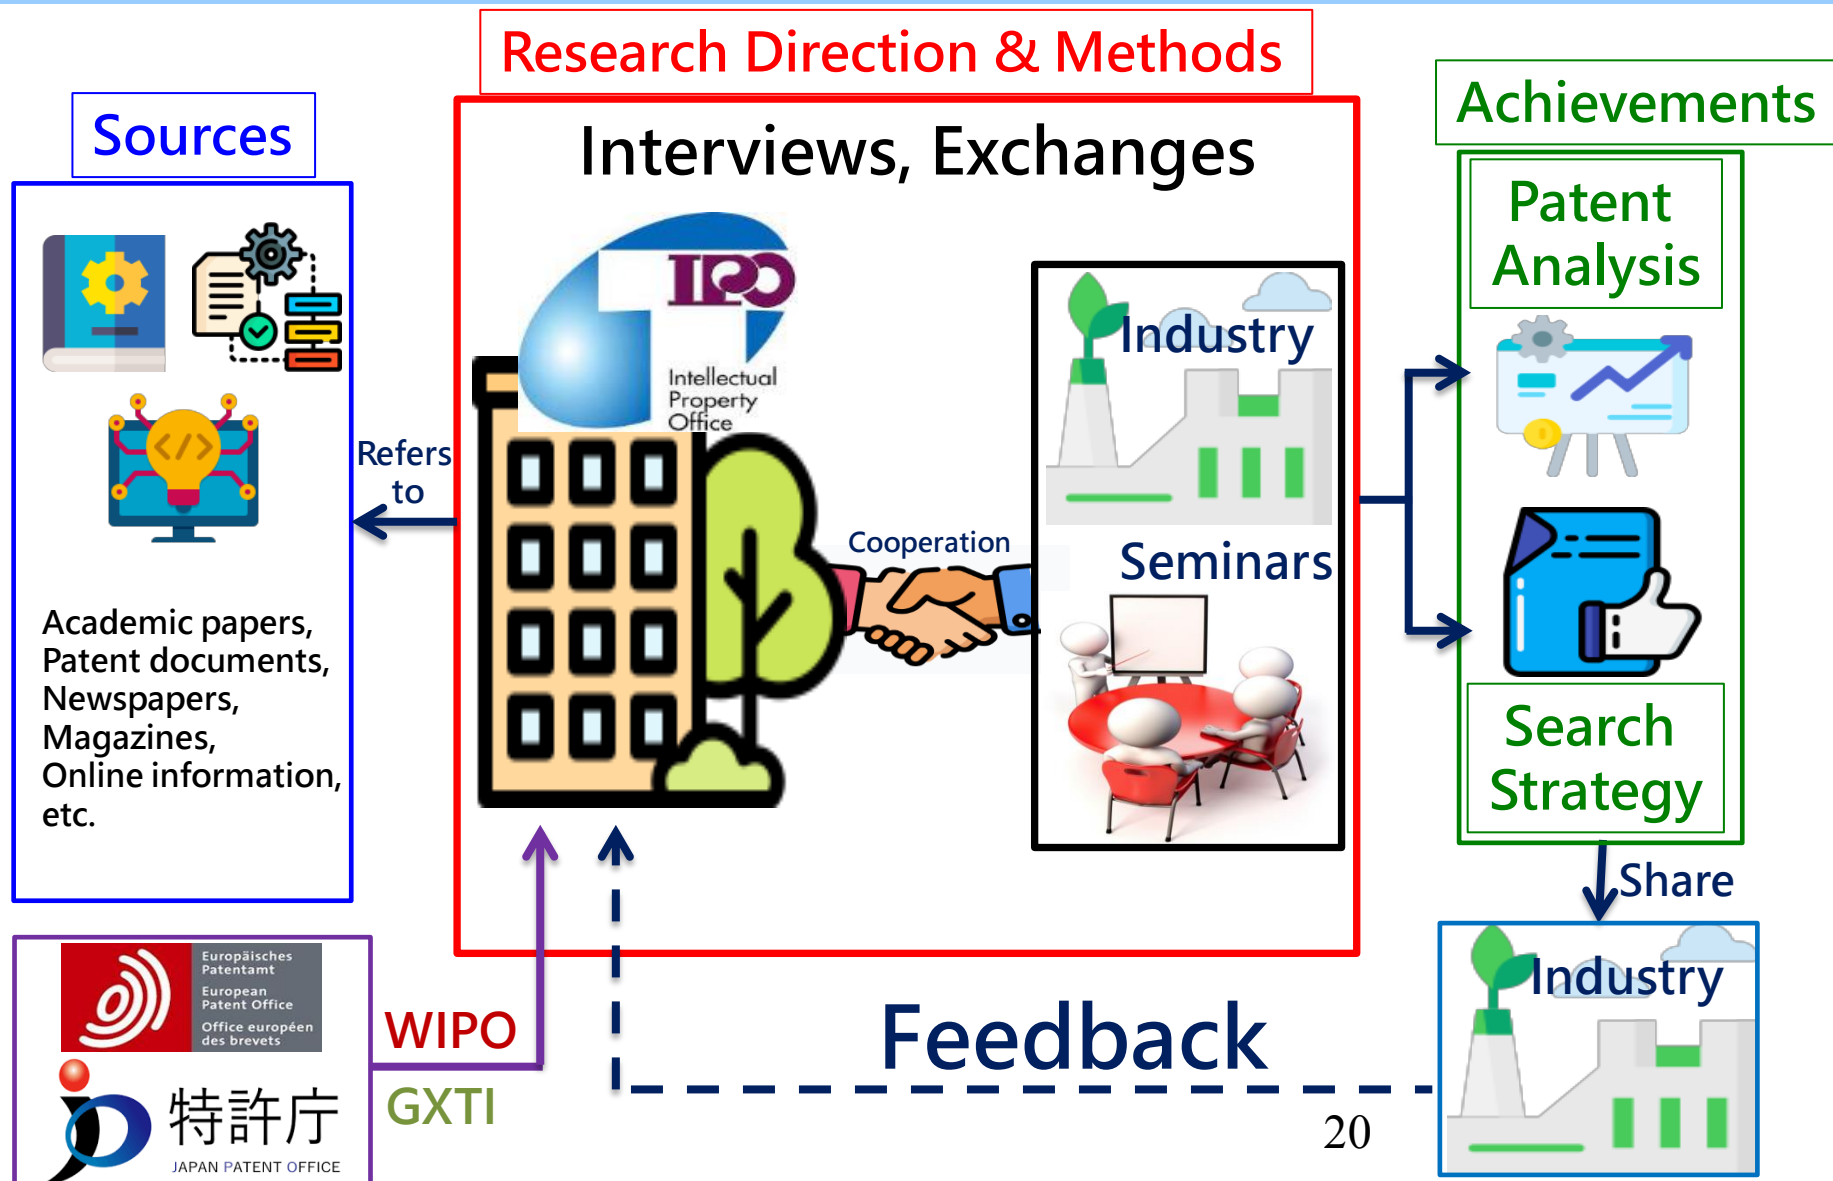 Research Direction & Methods
Sources
Achievements
Interviews, Exchanges
Patent
Analysis
IPO
Intellectual
Property
Office
Industry
Refers
to
Cooperation
Seminars
Academic papers,
Patent documents,
Newspapers,
Magazines,
Online information,
etc.
Search
Strategy
Share
Europäisches
Patentamt
European
Patent Office
Office européen
des brevets
WIPO
GXTI
特許庁
JAPAN PATENT OFFICE
Feedback
Industry
20